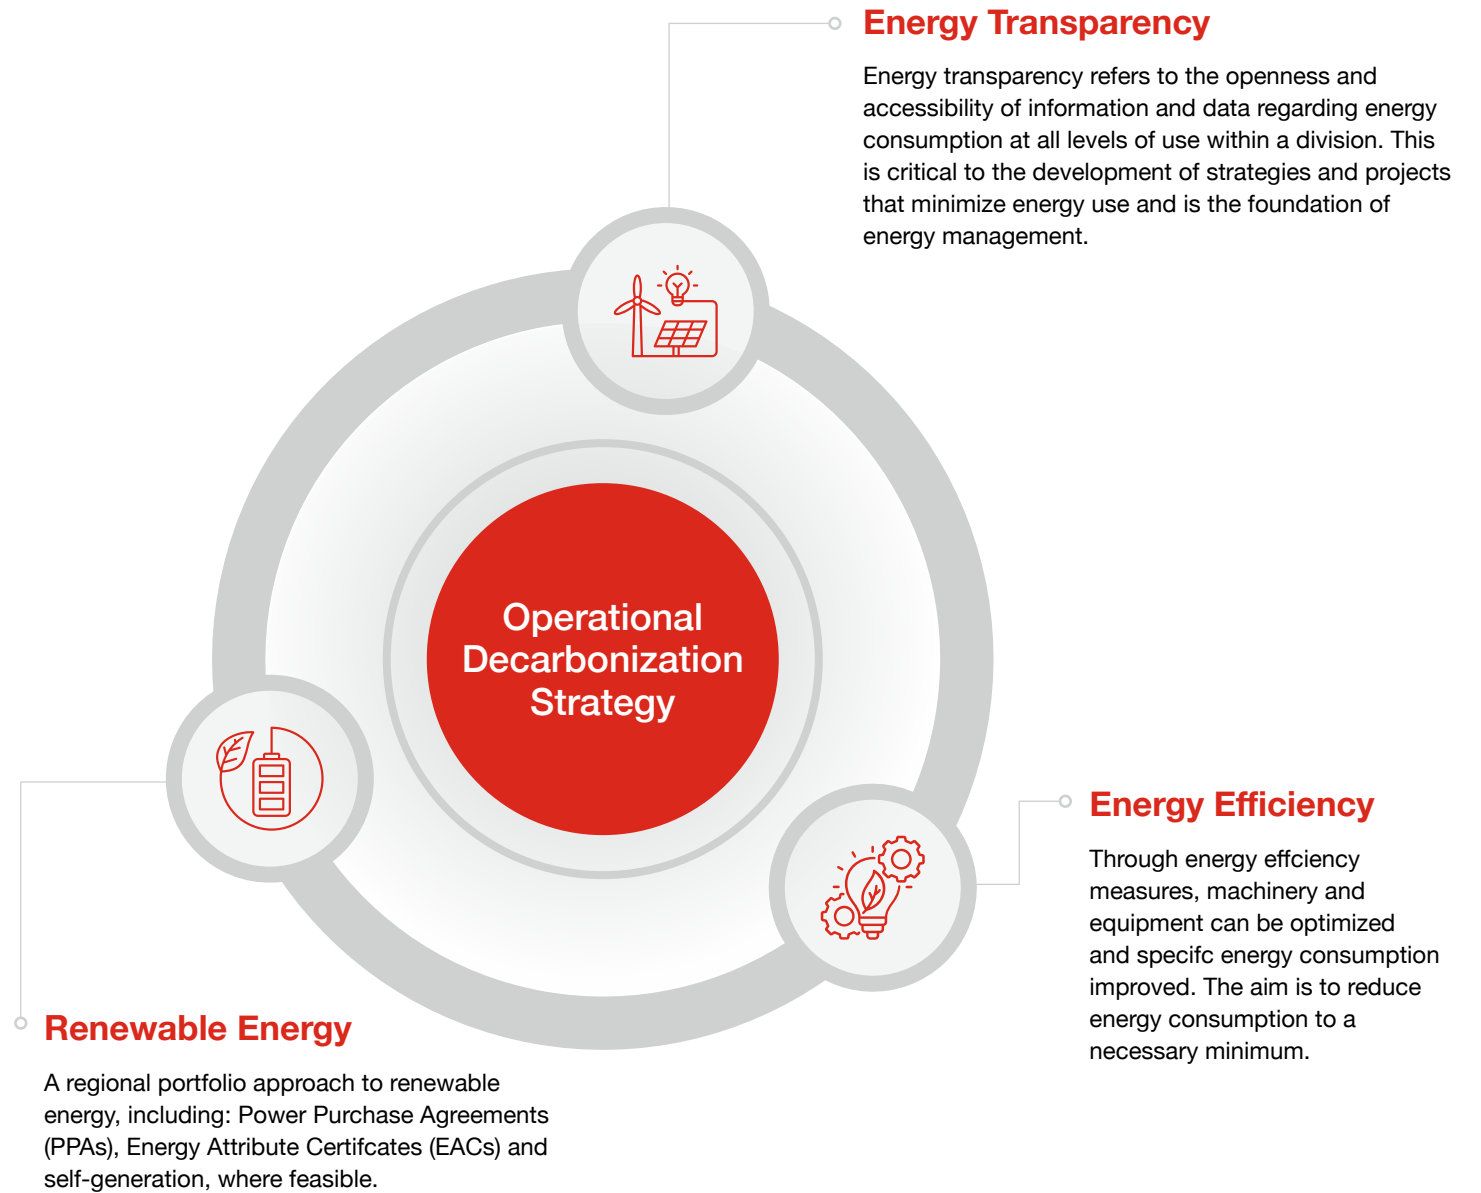 Energy Transparency
Energy transparency refers to the openness and
accessibility of information and data regarding energy
consumption at all levels of use within a division. This
is critical to the development of strategies and projects
that minimize energy use and is the foundation of
energy management.
Operational
Decarbonization
Strategy
Energy Efficiency
Through energy effciency
measures, machinery and
equipment can be optimized
and specifc energy consumption
improved. The aim is to reduce
energy consumption to a
necessary minimum.
Renewable Energy
A regional portfolio approach to renewable
energy, including: Power Purchase Agreements
(PPAs), Energy Attribute Certifcates (EACs) and
self-generation, where feasible.